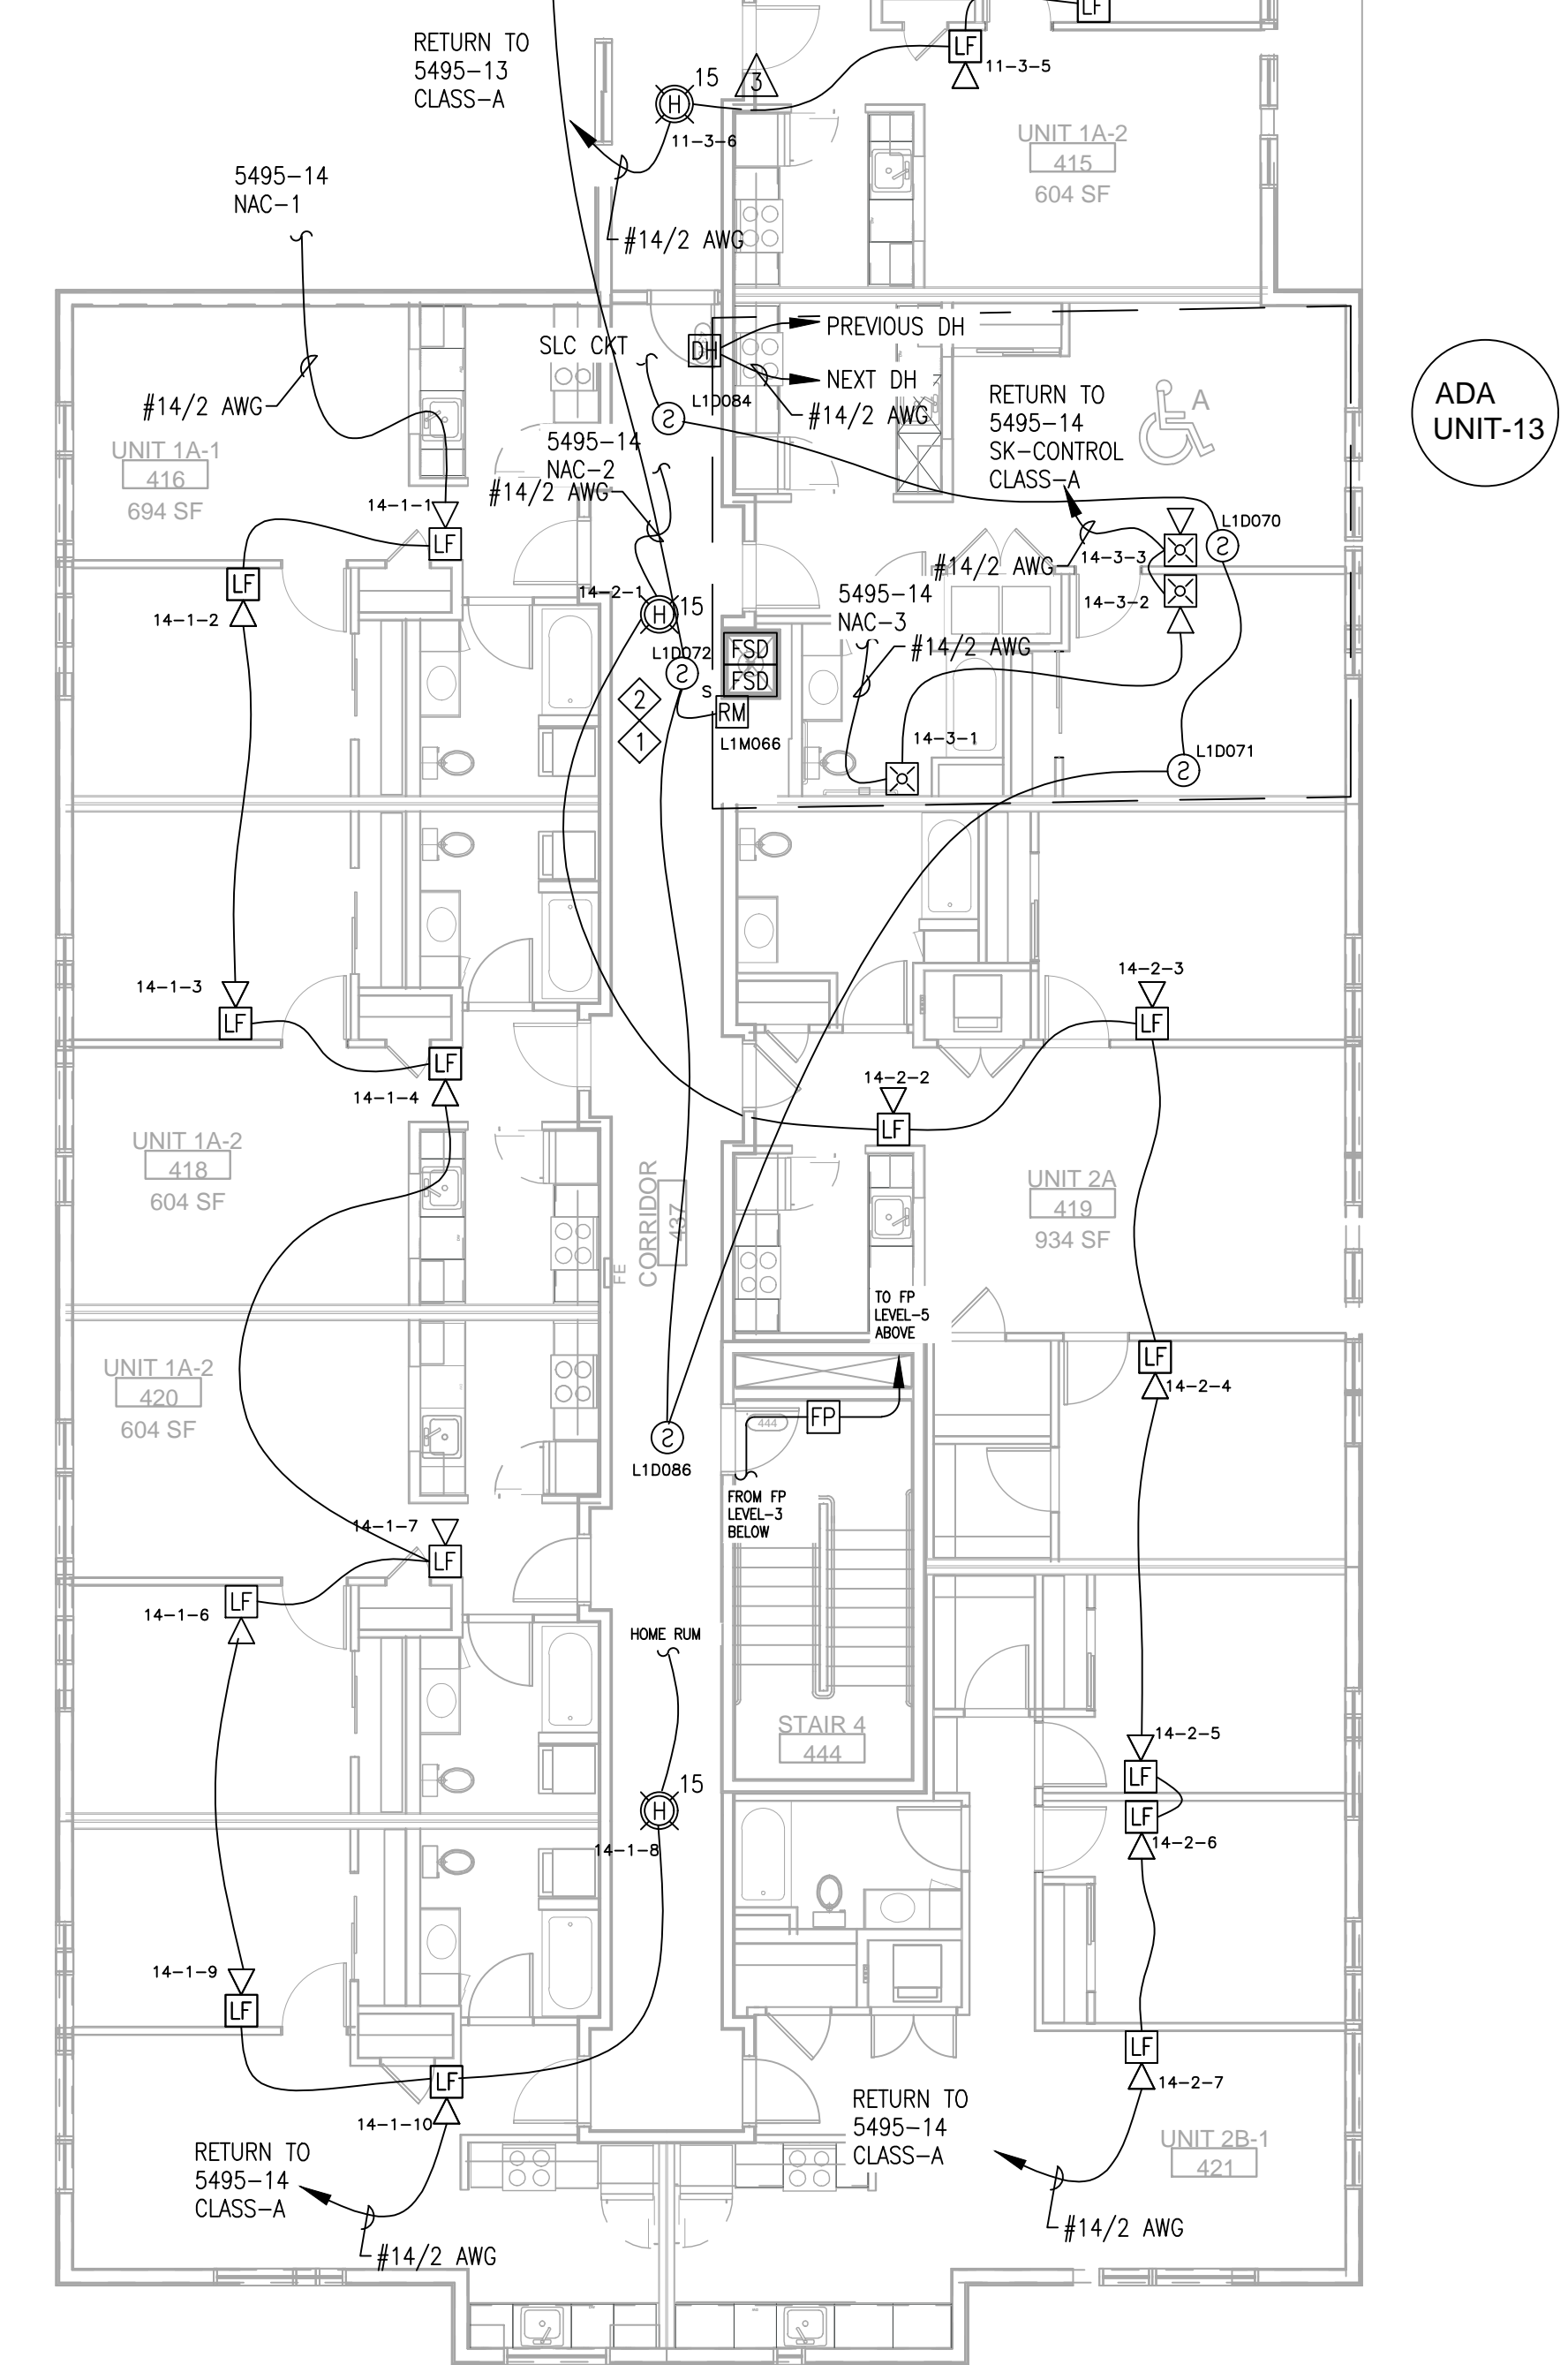 RETURN TO
5495-13
CLASS-A
LF
LF
11-3-5
15
3
H
11-3-6
UNIT 1A-2
415
604 SF
5495-14
NAC-1
#14/2 AWG
SLC CKT
DH
PREVIOUS DH
NEXT DH
L1D084
#14/2 AWG
#14/2 AWG
UNIT 1A-1
416
694 SF
5495-14
NAC-2
#14/2 AWG
RETURN TO
5495-14
SK-CONTROL
CLASS-A
A
ADA
UNIT-13
14-1-1
LF
L1D070
14-3-3
#14/2 AWG
LF
14-1-2
14-2-1
H
15
5495-14
NAC-3
14-3-2
#14/2 AWG
L1D072
FSD
FSD
S
RM
2
1
L1M066
14-3-1
L1D071
14-1-3
LF
14-2-3
LF
LF
14-1-4
14-2-2
LF
UNIT 1A-2
418
604 SF
CORRIDOR
437
FE
UNIT 2A
419
934 SF
TO FP
LEVEL-5
ABOVE
UNIT 1A-2
420
604 SF
LF
14-2-4
444
FP
L1D086
FROM FP
LEVEL-3
BELOW
14-1-7
LF
LF
14-1-6
HOME RUM
STAIR 4
444
14-2-5
LF
LF
14-2-6
15
H
14-1-8
14-1-9
LF
LF
14-1-10
LF
14-2-7
RETURN TO
5495-14
CLASS-A
#14/2 AWG
RETURN TO
5495-14
CLASS-A
#14/2 AWG
UNIT 2B-1
421